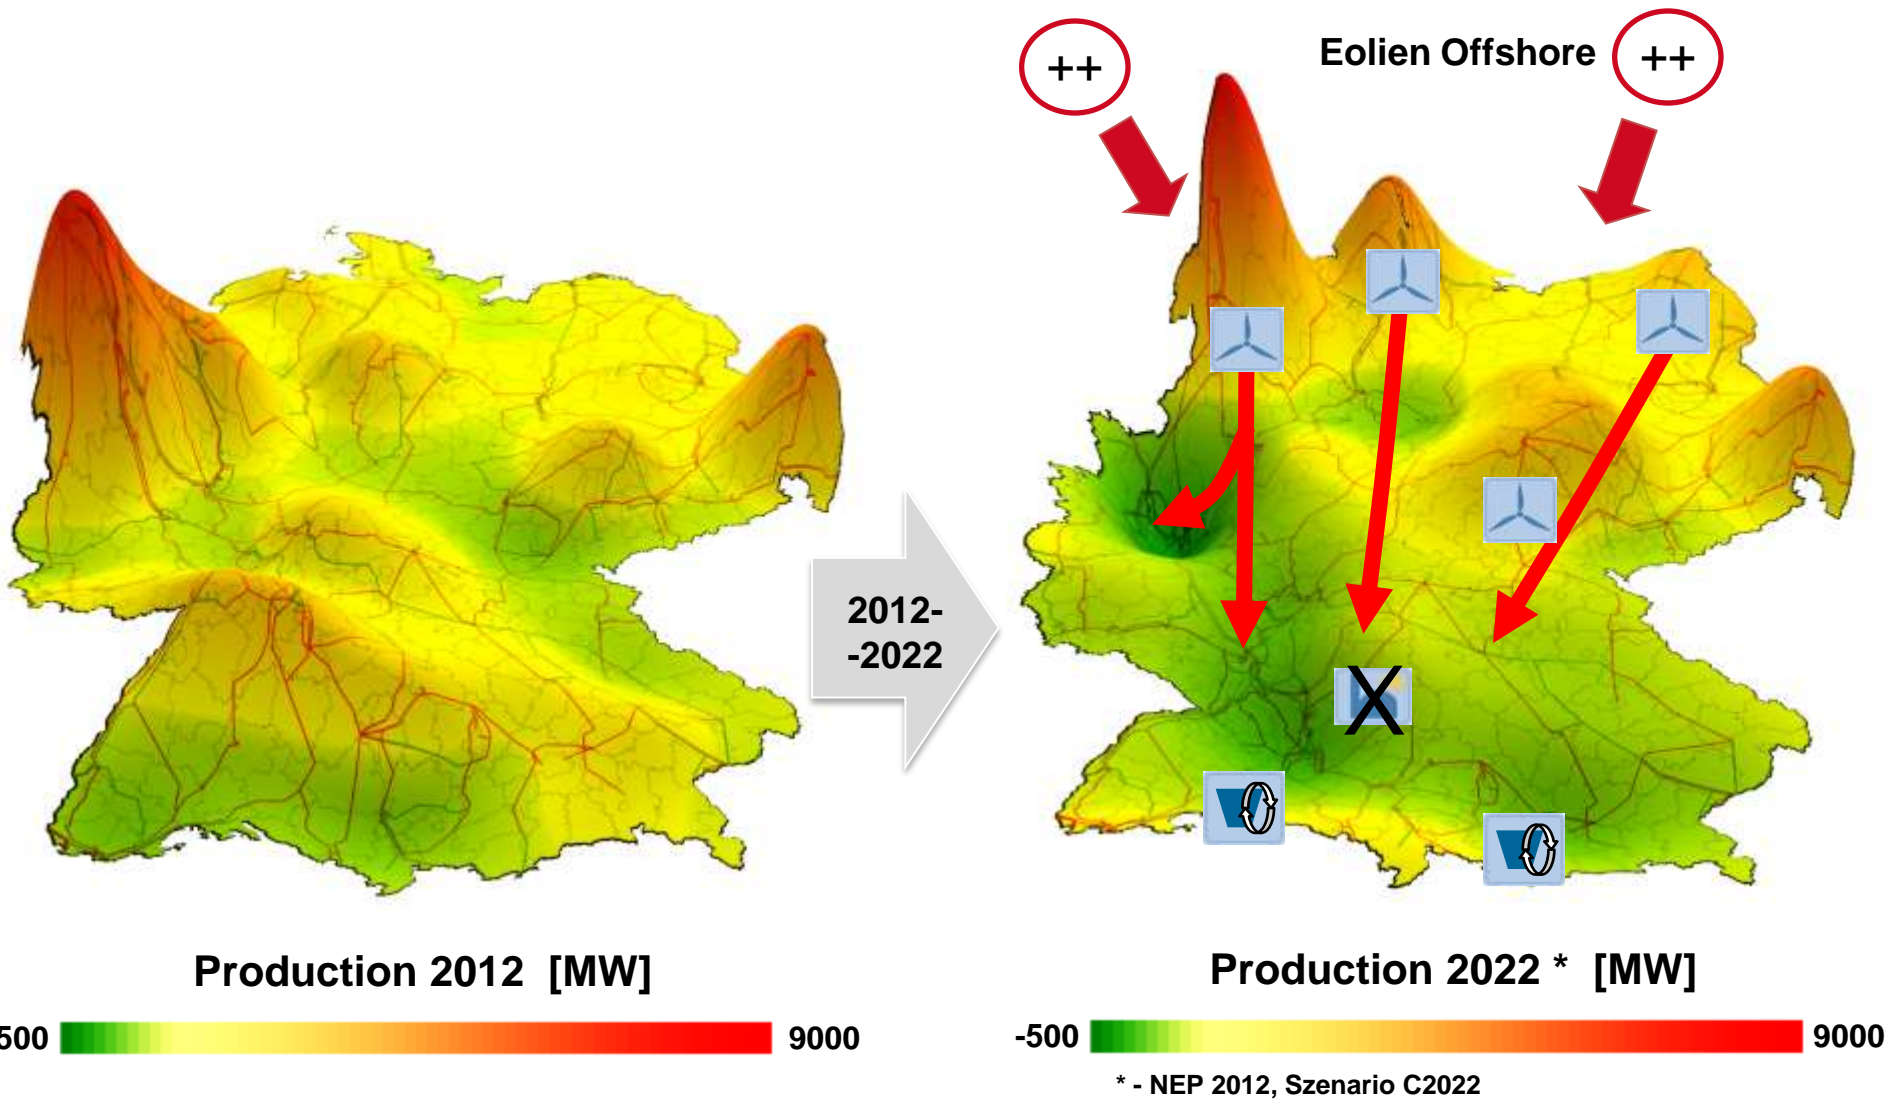 ++
Eolien Offshore ++
2012-
-2022
X
Production 2012 [MW]
Production 2022 * [MW]
500
9000
-500
9000
* - NEP 2012, Szenario C2022